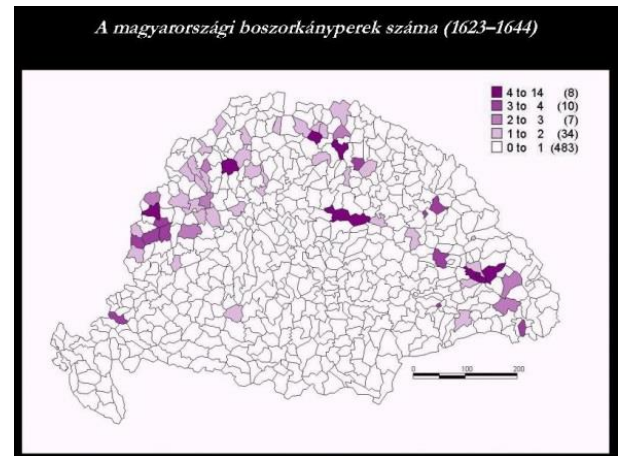 A magyarországi boszorkányperek száma (1623–1644)
4 to 14 (8)
3 to 4 (10)
2 to 3 (7)
1 to 2 (34)
0 to 1 (483)
0 100 200